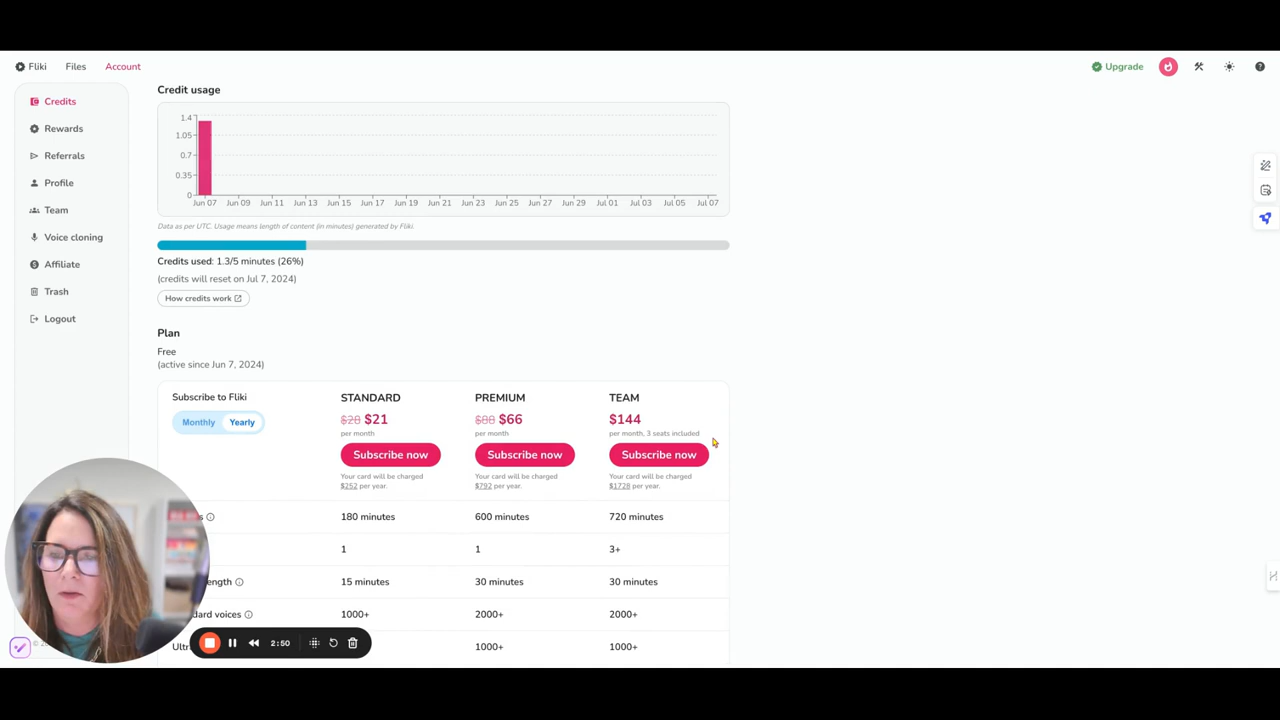 Fliki Files Account Upgrade
Credits
Rewards
Referrals
Profile
Team
Voice cloning
Affiliate
Trash
Logout
Credit usage
1.4
1.05
0.7
0.35
0
Jun 07 Jun 09 Jun 11 Jun 13 Jun 15 Jun 17 Jun 19 Jun 21 Jun 23 Jun 25 Jun 27 Jun 29 Jul 01 Jul 03 Jul 05 Jul 07
Data as per UTC. Usage means length of content (in minutes) generated by Fliki.
Credits used: 1.3/5 minutes (26%)
(credits will reset on Jul 7, 2024)
How credits work
Plan
Free
(active since Jun 7, 2024)
Subscribe to Fliki STANDARD PREMIUM TEAM
Monthly Yearly $28 $21 $88 $66 $144
per month per month per month, 3 seats included
Subscribe now Subscribe now Subscribe now
Your card will be charged Your card will be charged Your card will be charged
$252 per year. $792 per year. $1728 per year.
180 minutes 600 minutes 720 minutes
1 1 3+
ength 15 minutes 30 minutes 30 minutes
dard voices 1000+ 2000+ 2000+
Ult 1000+ 1000+
2:50